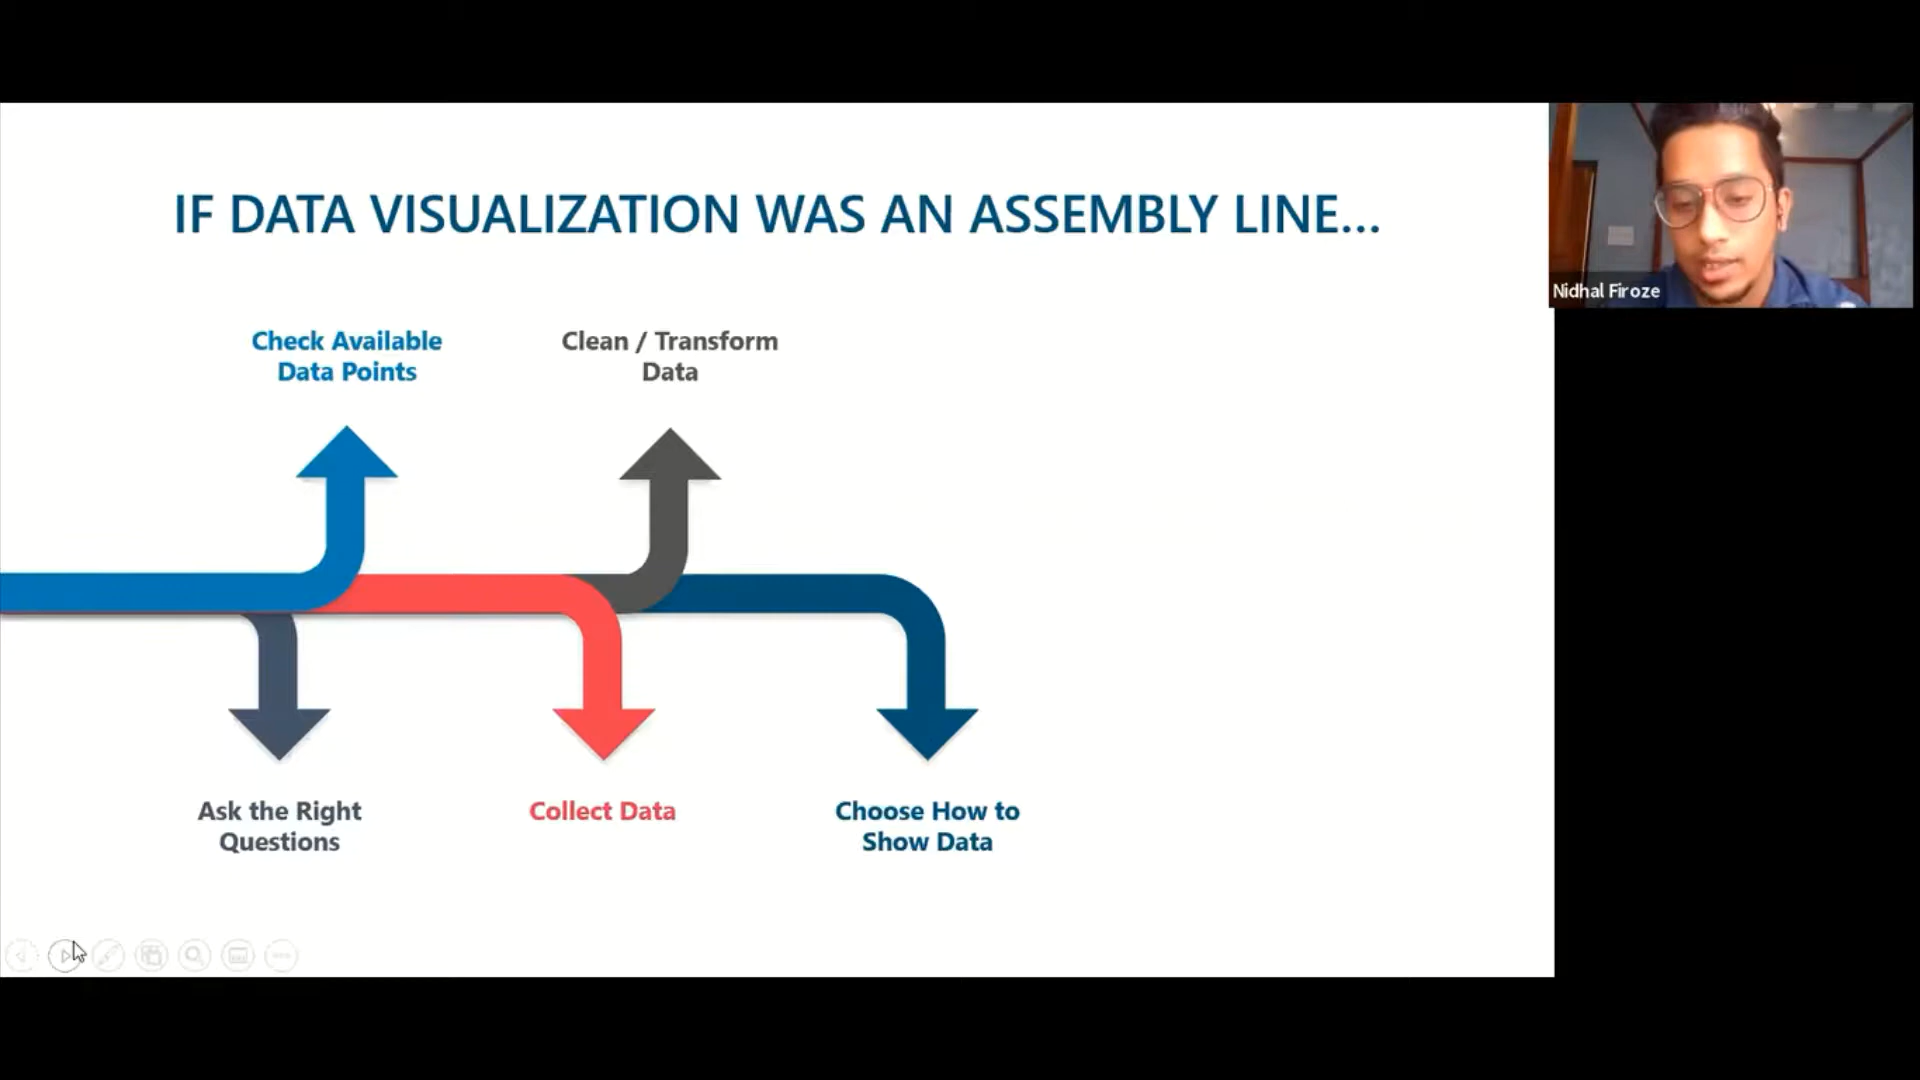 IF DATA VISUALIZATION WAS AN ASSEMBLY LINE...
Nidhal Firoze
Check Available
Data Points
Clean / Transform
Data
Ask the Right
Questions
Collect Data
Choose How to
Show Data